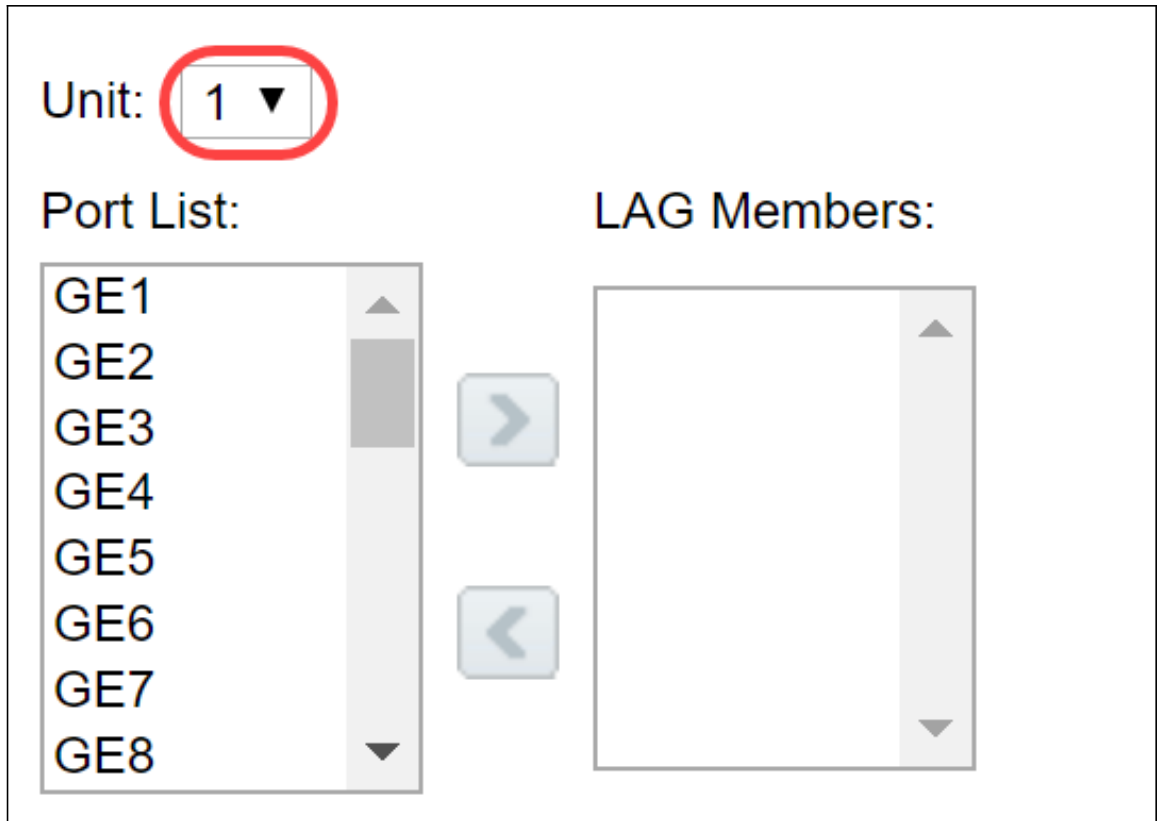 Unit: 1
Port List:
LAG Members:
GE1
GE2
GE3
GE4
GE5
GE6
GE7
GE8